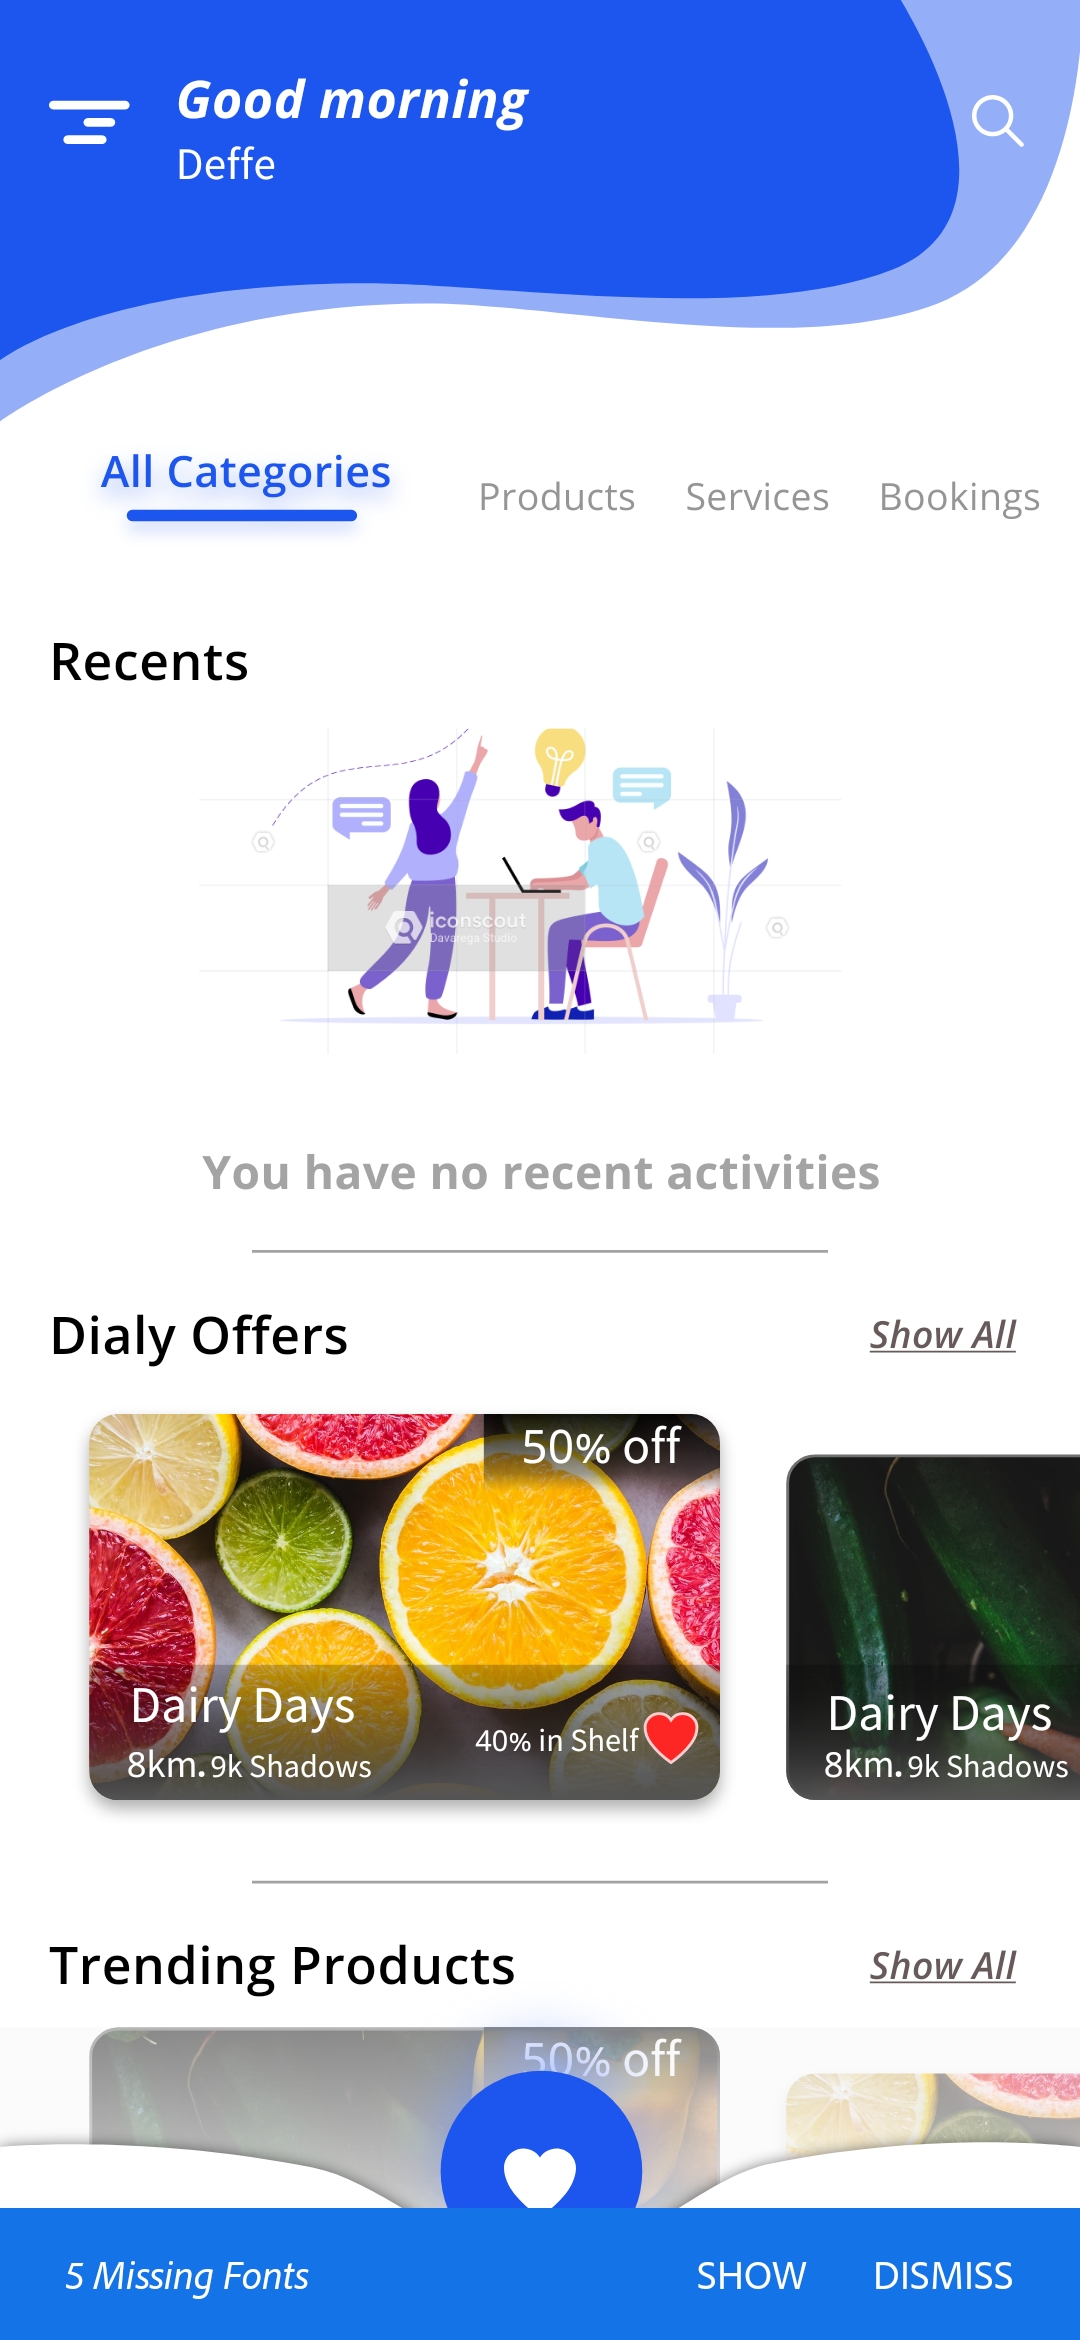 Good morning
Deffe
All Categories
Products Services Bookings
Recents
iconscout
Davarega Studio
You have no recent activities
Dialy Offers Show All
50% off
Dairy Days
40% in Shelf
8km. 9k Shadows
Dairy Days
8km. 9k Shadows
Trending Products Show All
50% off
5 Missing Fonts SHOW DISMISS